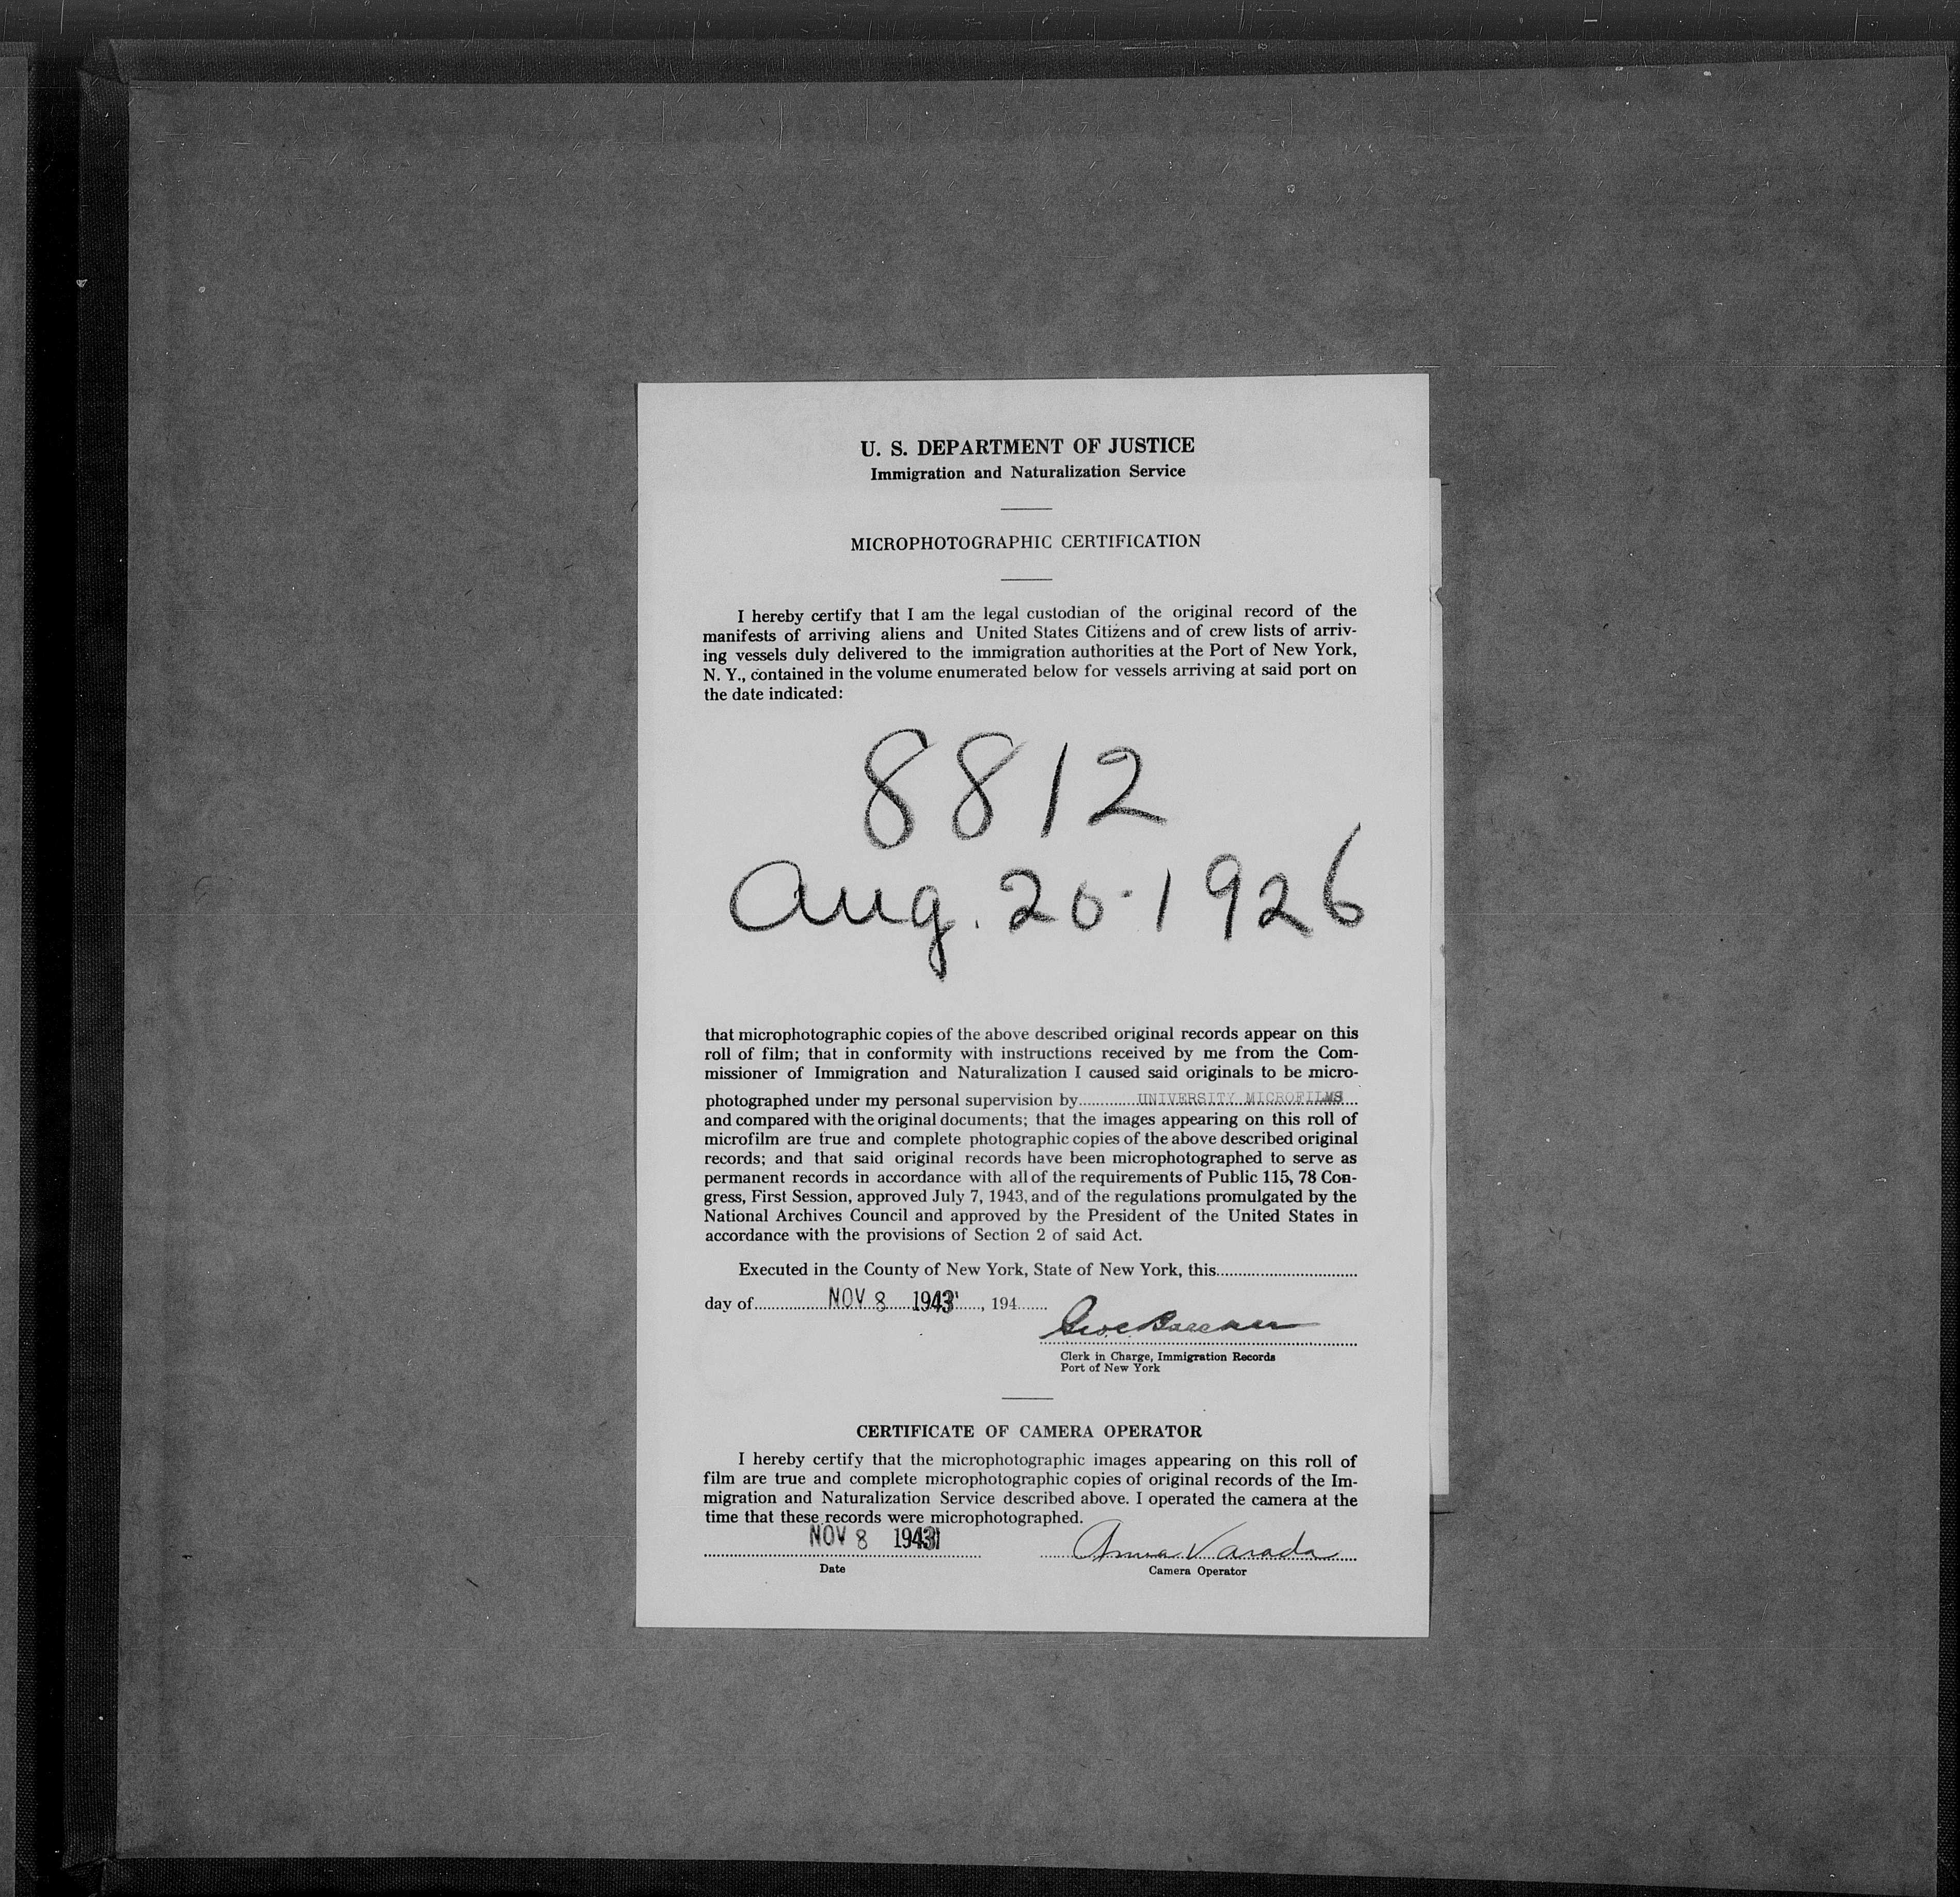 U. S. DEPARTMENT OF JUSTICE
Immigration and Naturalization Service
MICROPHOTOGRAPHIC CERTIFICATION
I hereby certify that I am the legal custodian of the original record of the
manifests of arriving aliens and United States Citizens and of crew lists of arriv-
ing vessels duly delivered to the immigration authorities at the Port of New York,
N. Y., contained in the volume enumerated below for vessels arriving at said port on
the date indicated:
8812
Aug. 20·1926
that microphotographic copies of the above described original records appear on this
roll of film; that in conformity with instructions received by me from the Com-
missioner of Immigration and Naturalization I caused said originals to be micro-
photographed under my personal supervision by UNIVERSITY MICROFILMS
and compared with the original documents; that the images appearing on this roll of
microfilm are true and complete photographic copies of the above described original
records; and that said original records have been microphotographed to serve as
permanent records in accordance with all of the requirements of Public 115, 78 Con-
gress, First Session, approved July 7, 1943, and of the regulations promulgated by the
National Archives Council and approved by the President of the United States in
accordance with the provisions of Section 2 of said Act.
Executed in the County of New York, State of New York, this
day of NOV 8 1943, 194
Geo
Clerk in Charge, Immigration Records
Port of New York
CERTIFICATE OF CAMERA OPERATOR
I hereby certify that the microphotographic images appearing on this roll of
film are true and complete microphotographic copies of original records of the Im-
migration and Naturalization Service described above. I operated the camera at the
time that these records were microphotographed.
NOV 8 1943 Anna Varada
Date Camera Operator